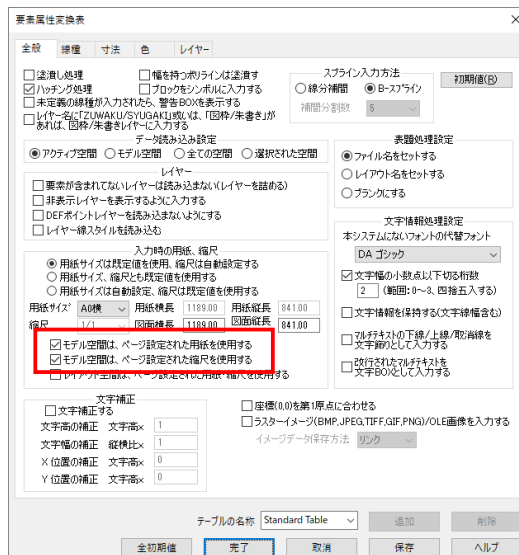 要素属性変換表
全般 線種 寸法 色 レイヤー
塗潰し処理 幅を持つポリラインは塗潰す
ハッチング処理 ブロックをシンボルに入力する
未定義の線種が入力されたら、警告BOXを表示する
レイヤー名に「ZUWAKU/SYUGAKI」或いは、「図枠/朱書き」が
あれば、図枠/朱書きレイヤーに入力する
スプライン入力方法
線分補間 B-スプライン
補間分割数 5
初期値(R)
データ読み込み設定
アクティブ空間 モデル空間 全ての空間 選択された空間
表題処理設定
ファイル名をセットする
レイアウト名をセットする
ブランクにする
レイヤー
要素が含まれてないレイヤーは読み込まない(レイヤーを詰める)
非表示レイヤーを表示するように入力する
DEFポイントレイヤーを読み込まないようにする
レイヤー線スタイルを読み込む
文字情報処理設定
本システムにないフォントの代替フォント
DA ゴシック
文字幅の小数点以下切る桁数
2 (範囲:0~3、四捨五入する)
文字情報を保持する(文字線幅含む)
マルチテキストの下線/上線/取消線を
文字飾りとして入力する
改行されたマルチテキストを
文字BOXとして入力する
入力時の用紙、縮尺
用紙サイズは既定値を使用、縮尺は自動設定する
用紙サイズ、縮尺とも既定値を使用する
用紙サイズは自動設定、縮尺は既定値を使用する
用紙サイズ A0横 用紙横長 1189.00 用紙縦長 841.00
縮尺 1/1 図面横長 1189.00 図面縦長 841.00
モデル空間は、ページ設定された用紙を使用する
モデル空間は、ページ設定された縮尺を使用する
レイアウト空間は、ページ設定された用紙・縮尺を使用する
文字補正
文字補正する
文字高の補正 文字高× 1
文字幅の補正 縦横比× 1
X位置の補正 文字高× 0
Y位置の補正 文字高× 0
座標(0,0)を第1原点に合わせる
ラスターイメージ(BMP,JPEG,TIFF,GIF,PNG)/OLE画像を入力する
イメージデータ保存方法 リンク
テーブルの名称 Standard Table 追加 削除
全初期値 完了 取消 保存 ヘルプ